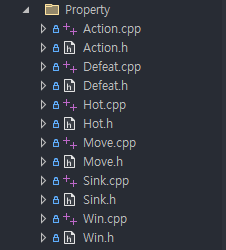 Property
Action.cpp
Action.h
Defeat.cpp
Defeat.h
Hot.cpp
Hot.h
Move.cpp
Move.h
Sink.cpp
Sink.h
Win.cpp
Win.h